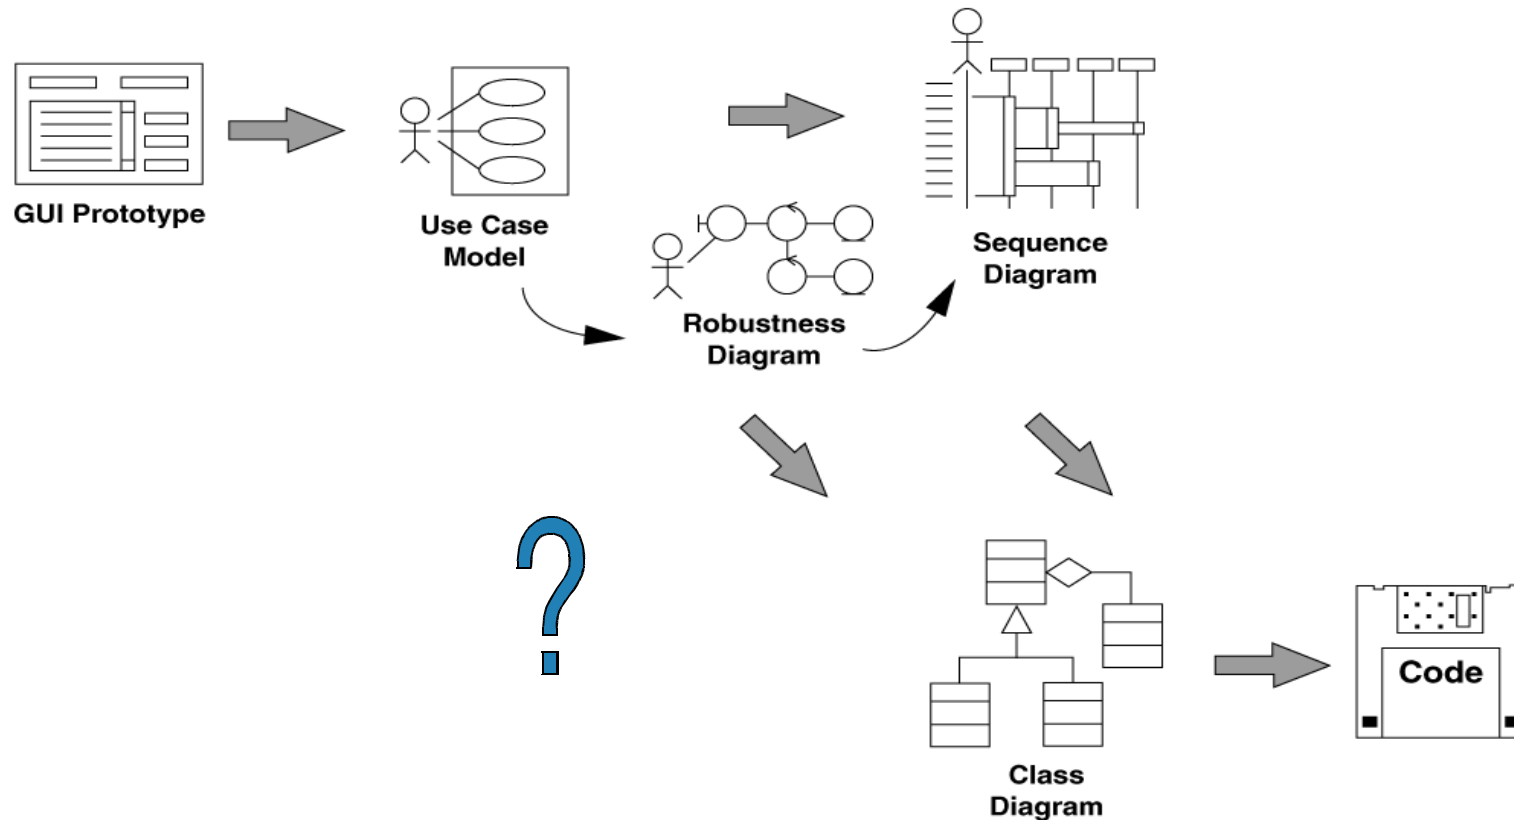 GUI Prototype
Use Case
Model
Robustness
Diagram
Sequence
Diagram
?
Class
Diagram
Code